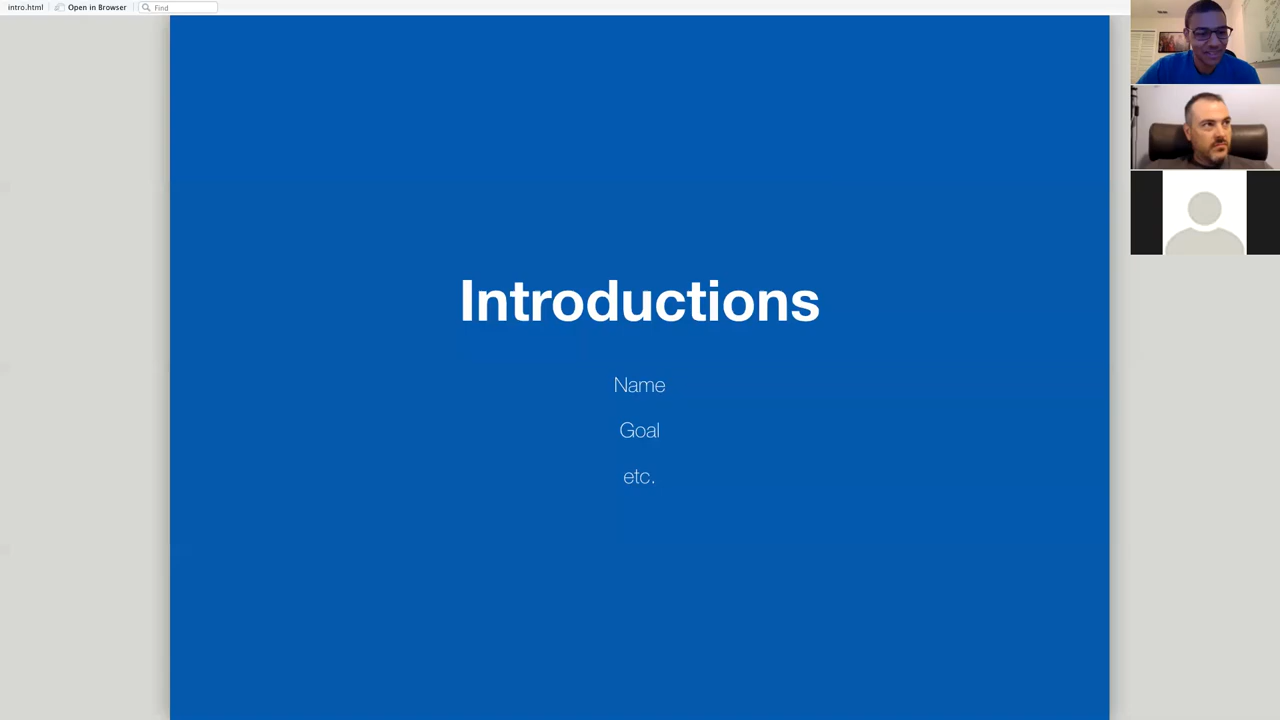 intro.html Open in Browser Find
Introductions
Name
Goal
etc.